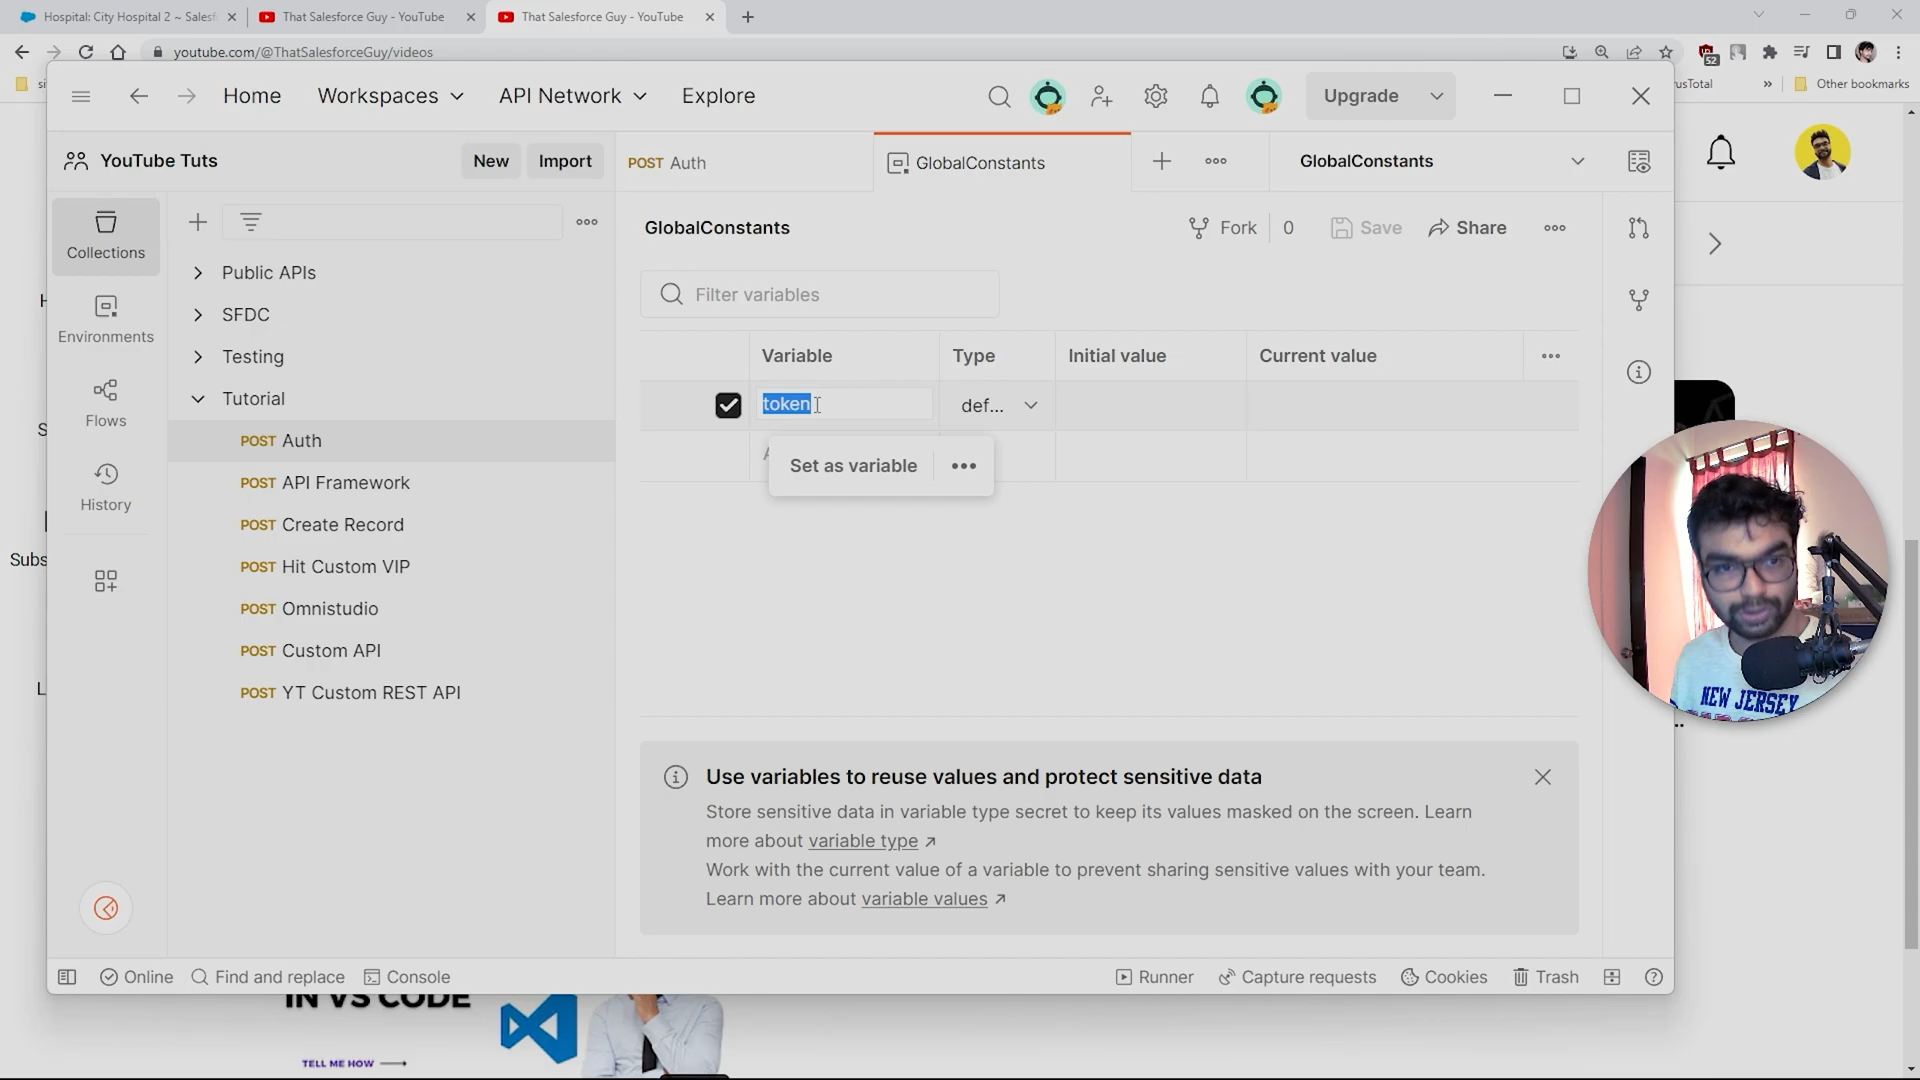 Hospital: City Hospital 2 ~ Salesf
That Salesforce Guy - YouTube
That Salesforce Guy - YouTube
youtube.com/@ThatSalesforceGuy/videos
52
si
rusTotal
»
Other bookmarks
Home
Workspaces
API Network
Explore
Upgrade
YouTube Tuts
New
Import
POST Auth
GlobalConstants
GlobalConstants
Collections
Environments
Flows
History
Public APIs
SFDC
Testing
Tutorial
POST Auth
POST API Framework
POST Create Record
POST Hit Custom VIP
POST Omnistudio
POST Custom API
POST YT Custom REST API
GlobalConstants
Fork
0
Save
Share
Filter variables
Variable
Type
Initial value
Current value
token
def...
Set as variable
Subs
NEW JERSEY
Use variables to reuse values and protect sensitive data
Store sensitive data in variable type secret to keep its values masked on the screen. Learn
more about variable type ↗
Work with the current value of a variable to prevent sharing sensitive values with your team.
Learn more about variable values ↗
Online
Find and replace
Console
Runner
Capture requests
Cookies
Trash
IN VS CODE
TELL ME HOW